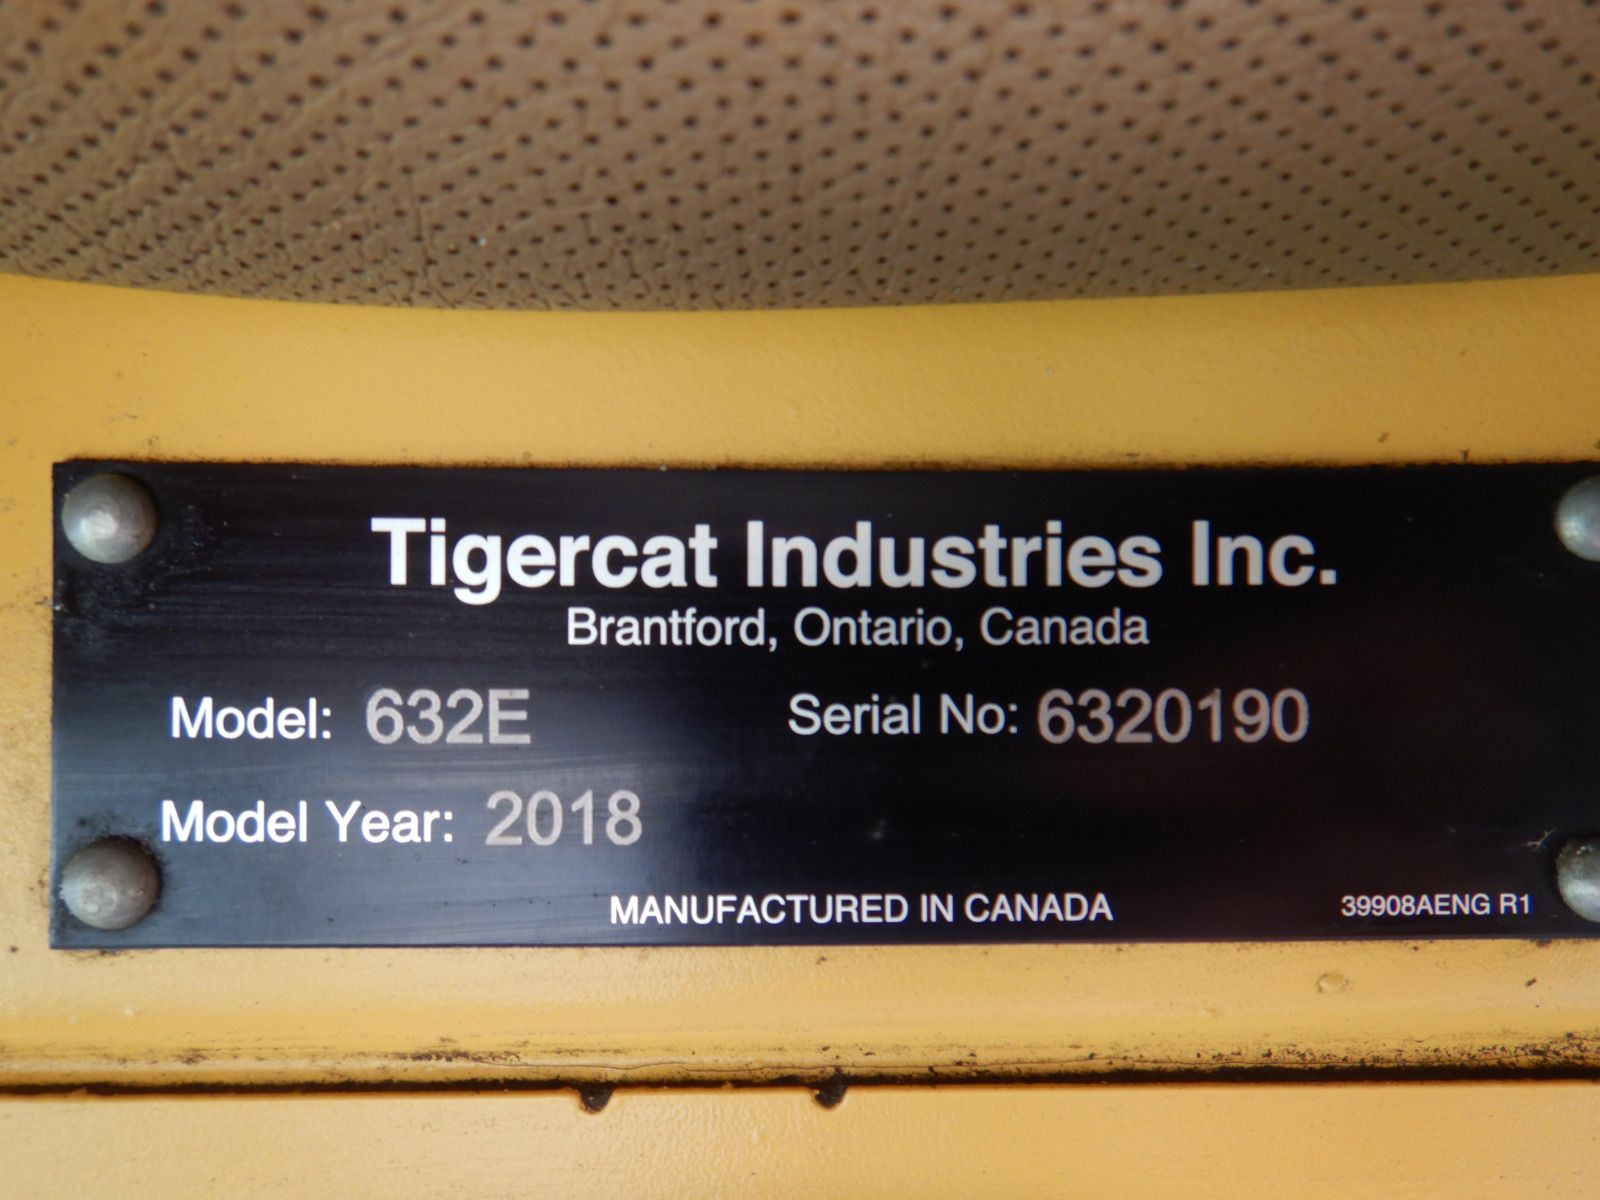 Tigercat Industries Inc.
Brantford, Ontario, Canada
Model: 632E Serial No: 6320190
Model Year: 2018
MANUFACTURED IN CANADA 39908AENG R1